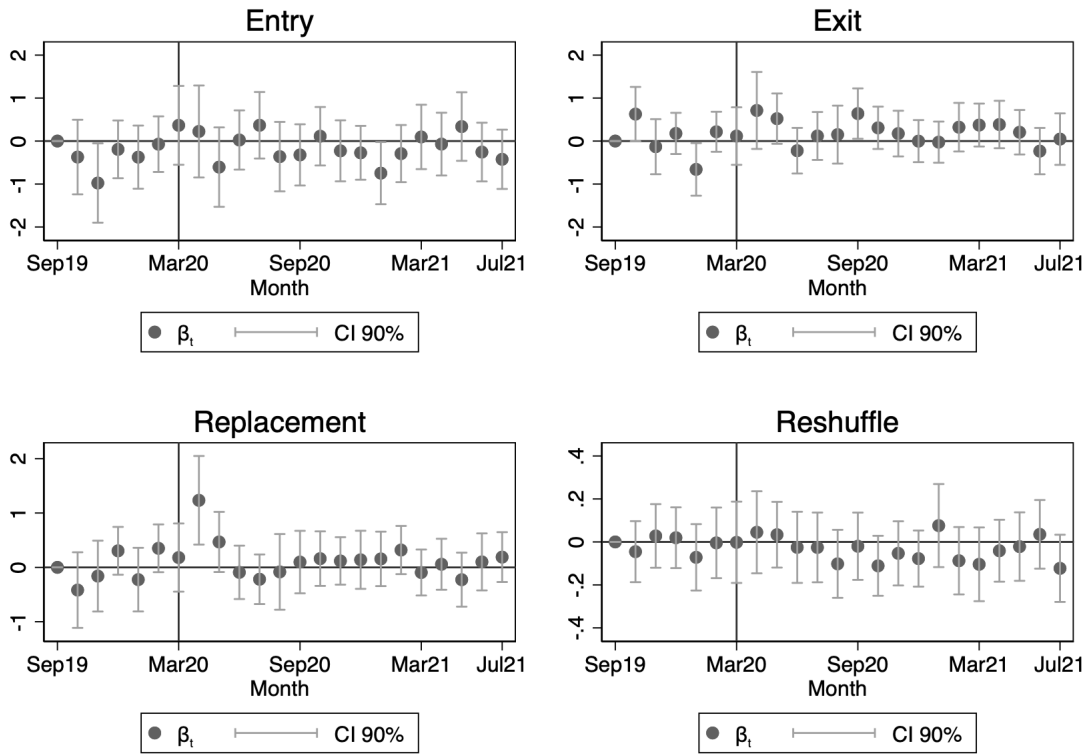 Entry
2
1
0
-1
-2
Sep19 Mar20 Sep20 Mar21 Jul21
Month
βt CI 90%
Exit
2
1
0
-1
-2
Sep19 Mar20 Sep20 Mar21 Jul21
Month
βt CI 90%
Replacement
2
1
0
-1
Sep19 Mar20 Sep20 Mar21 Jul21
Month
βt CI 90%
Reshuffle
.4
.2
0
-.2
-.4
Sep19 Mar20 Sep20 Mar21 Jul21
Month
βt CI 90%